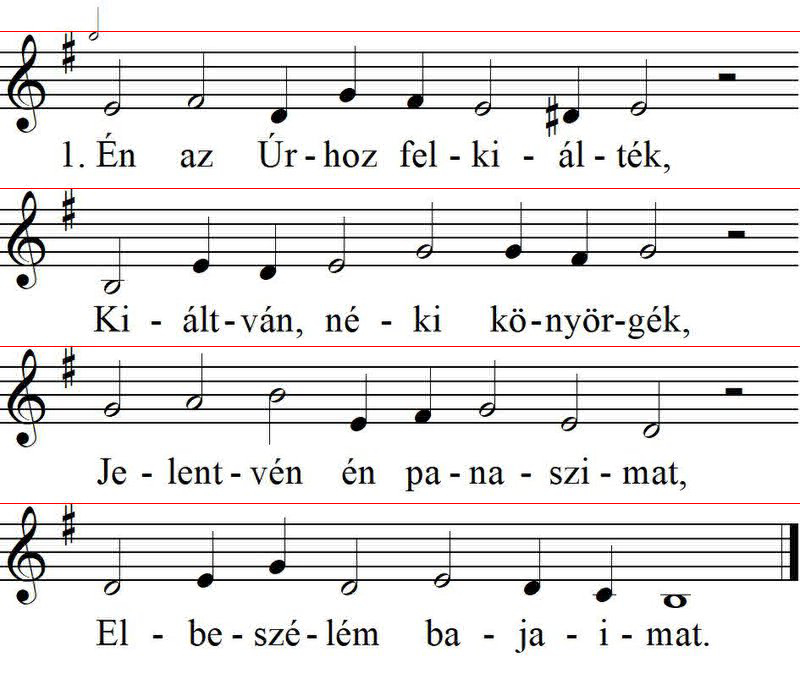 1. Én az Úr - hoz fel - ki - ál - ték,
Ki - ált - ván, né - ki kö - nyör - gék,
Je - lent - vén én pa - na - szi - mat,
El - be - szé - lém ba - ja - i - mat.